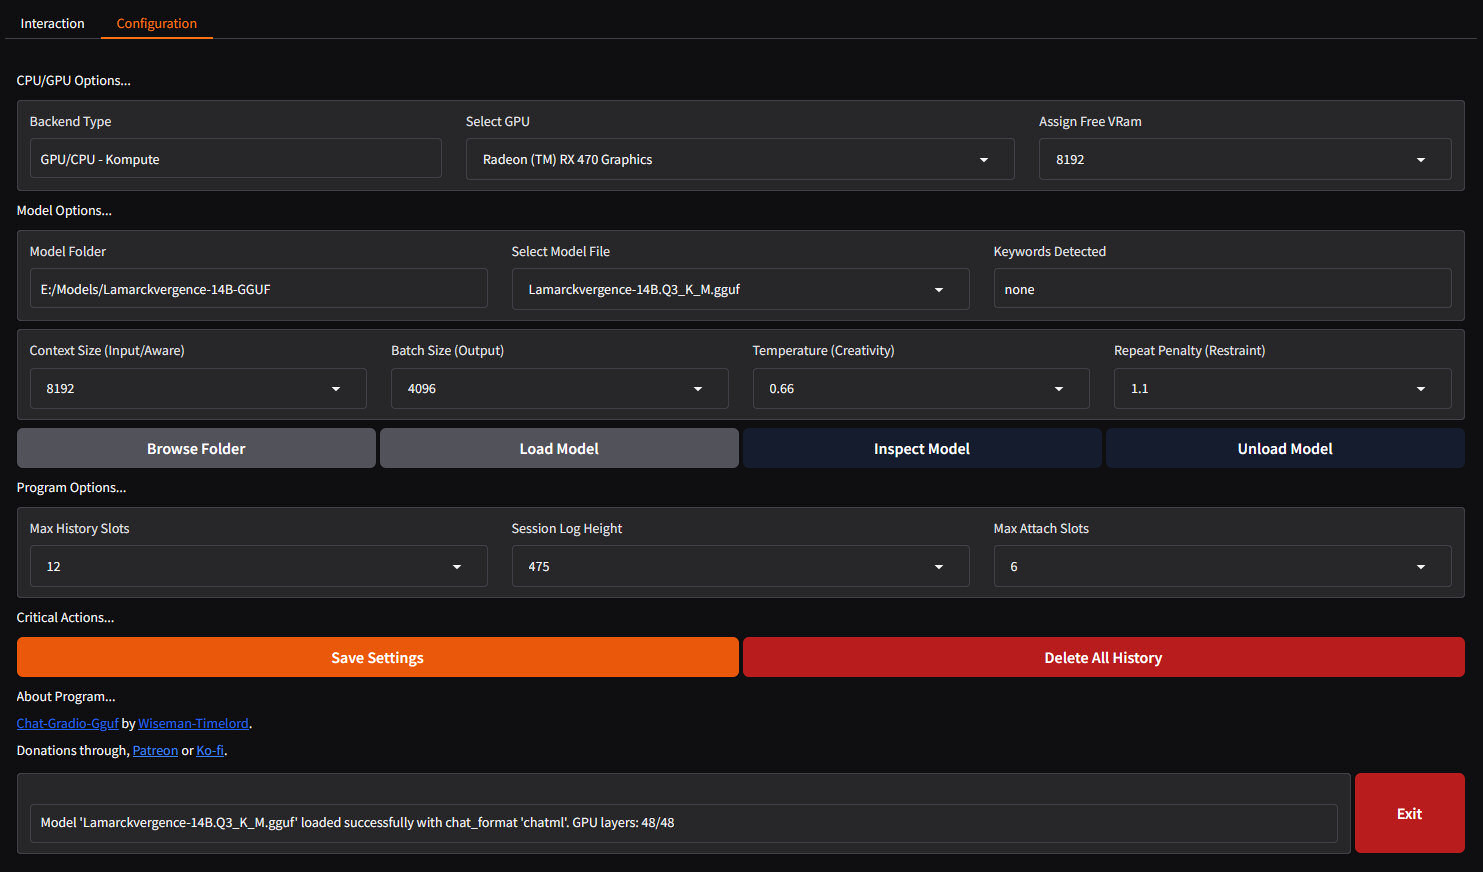 Interaction Configuration
CPU/GPU Options...
Backend Type Select GPU Assign Free VRam
GPU/CPU - Kompute Radeon (TM) RX 470 Graphics 8192
Model Options...
Model Folder Select Model File Keywords Detected
E:/Models/Lamarckvergence-14B-GGUF Lamarckvergence-14B.Q3_K_M.gguf none
Context Size (Input/Aware) Batch Size (Output) Temperature (Creativity) Repeat Penalty (Restraint)
8192 4096 0.66 1.1
Browse Folder Load Model Inspect Model Unload Model
Program Options...
Max History Slots Session Log Height Max Attach Slots
12 475 6
Critical Actions...
Save Settings Delete All History
About Program...
Chat-Gradio-Gguf by Wiseman-Timelord.
Donations through, Patreon or Ko-fi.
Model 'Lamarckvergence-14B.Q3_K_M.gguf' loaded successfully with chat_format 'chatml'. GPU layers: 48/48
Exit